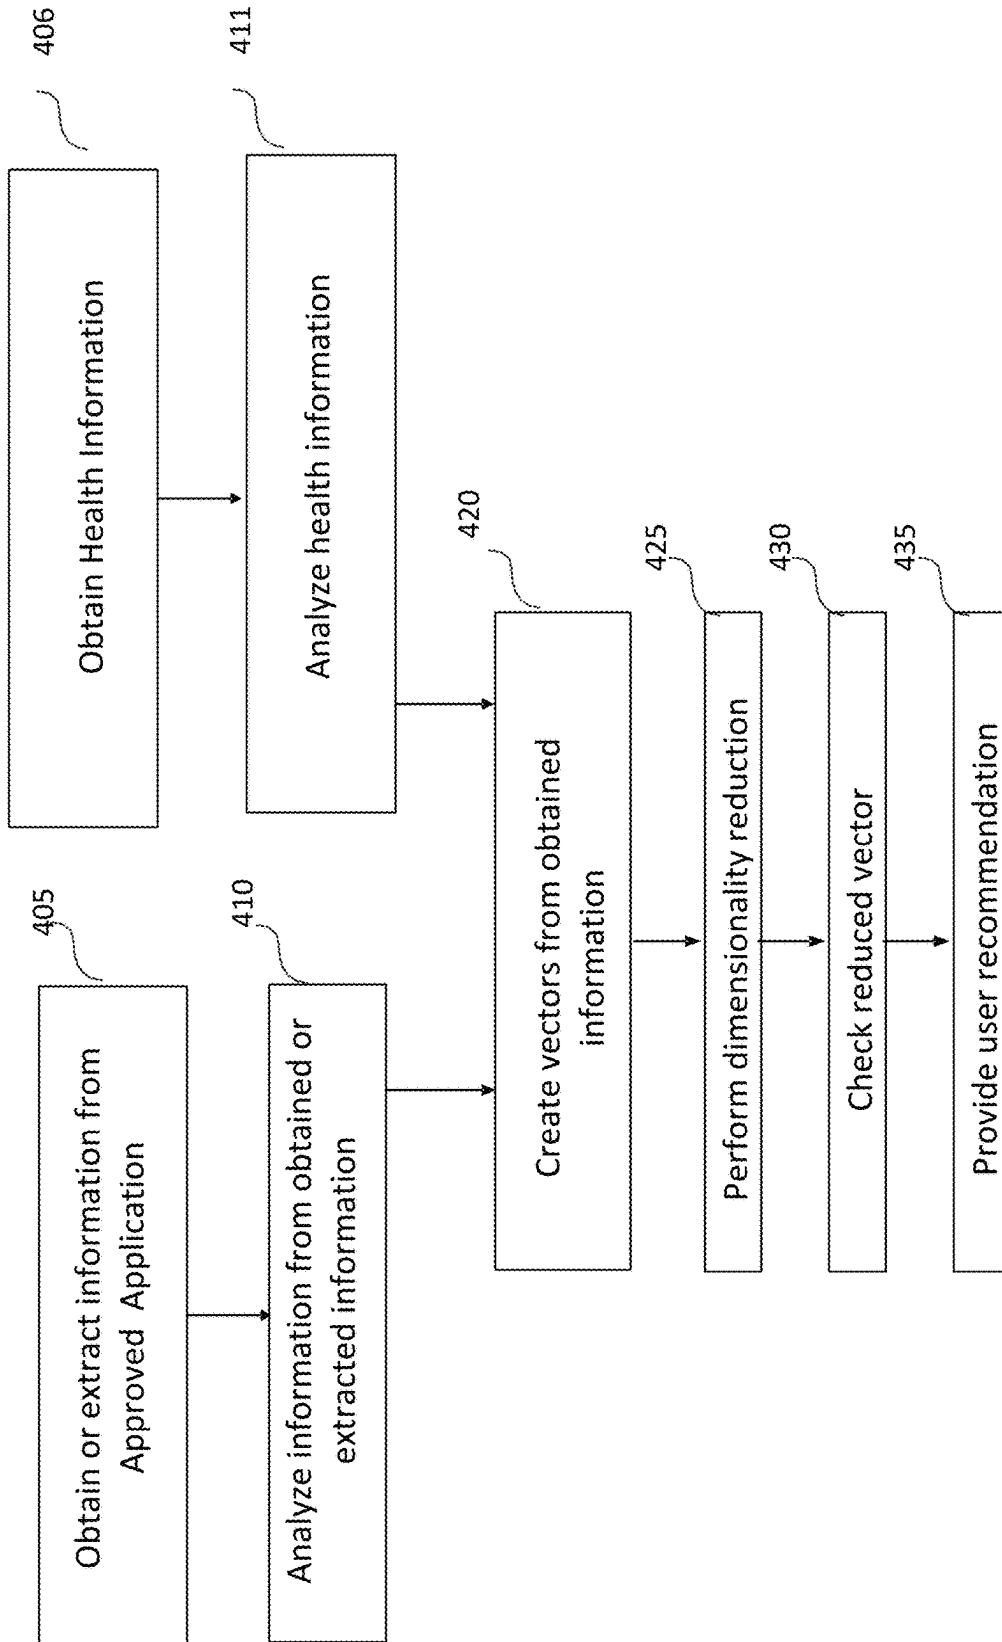 405
Obtain or extract information from
Approved Application
406
Obtain Health Information
410
Analyze information from obtained or
extracted information
411
Analyze health information
420
Create vectors from obtained
information
425
Perform dimensionality reduction
430
Check reduced vector
435
Provide user recommendation